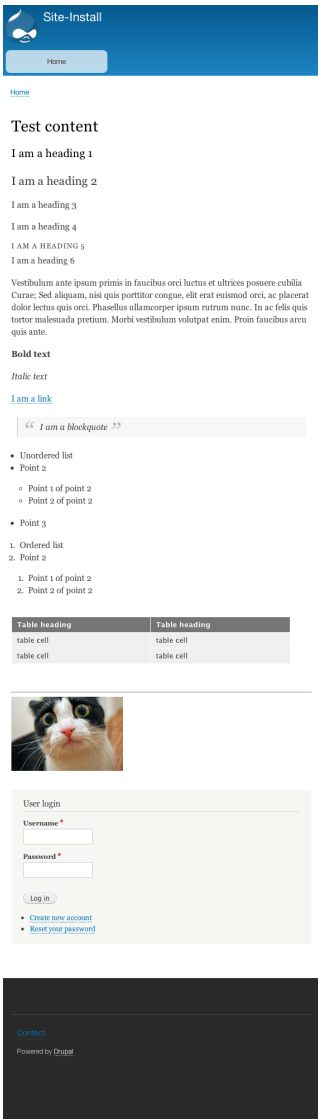 Site-Install
Home
Home
Test content
I am a heading 1
I am a heading 2
I am a heading 3
I am a heading 4
I AM A HEADING 5
I am a heading 6
Vestibulum ante ipsum primis in faucibus orci luctus et ultrices posuere cubilia
Curae; Sed aliquam, nisi quis porttitor congue, elit erat euismod orci, ac placerat
dolor lectus quis orci. Phasellus ullamcorper ipsum rutrum nunc. In ac felis quis
tortor malesuada pretium. Morbi vestibulum volutpat enim. Proin faucibus arcu
quis ante.
Bold text
Italic text
I am a link
“ I am a blockquote ”
• Unordered list
• Point 2
◦ Point 1 of point 2
◦ Point 2 of point 2
• Point 3
1. Ordered list
2. Point 2
1. Point 1 of point 2
2. Point 2 of point 2
Table heading Table heading
table cell table cell
table cell table cell
User login
Username *
Password *
Log in
• Create new account
• Reset your password
Contact
Powered by Drupal